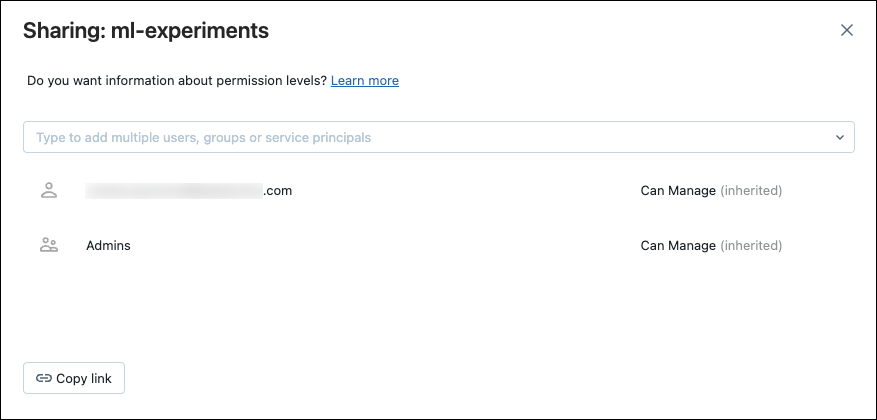 Sharing: ml-experiments
Do you want information about permission levels? Learn more
Type to add multiple users, groups or service principals
.com Can Manage (inherited)
Admins Can Manage (inherited)
Copy link